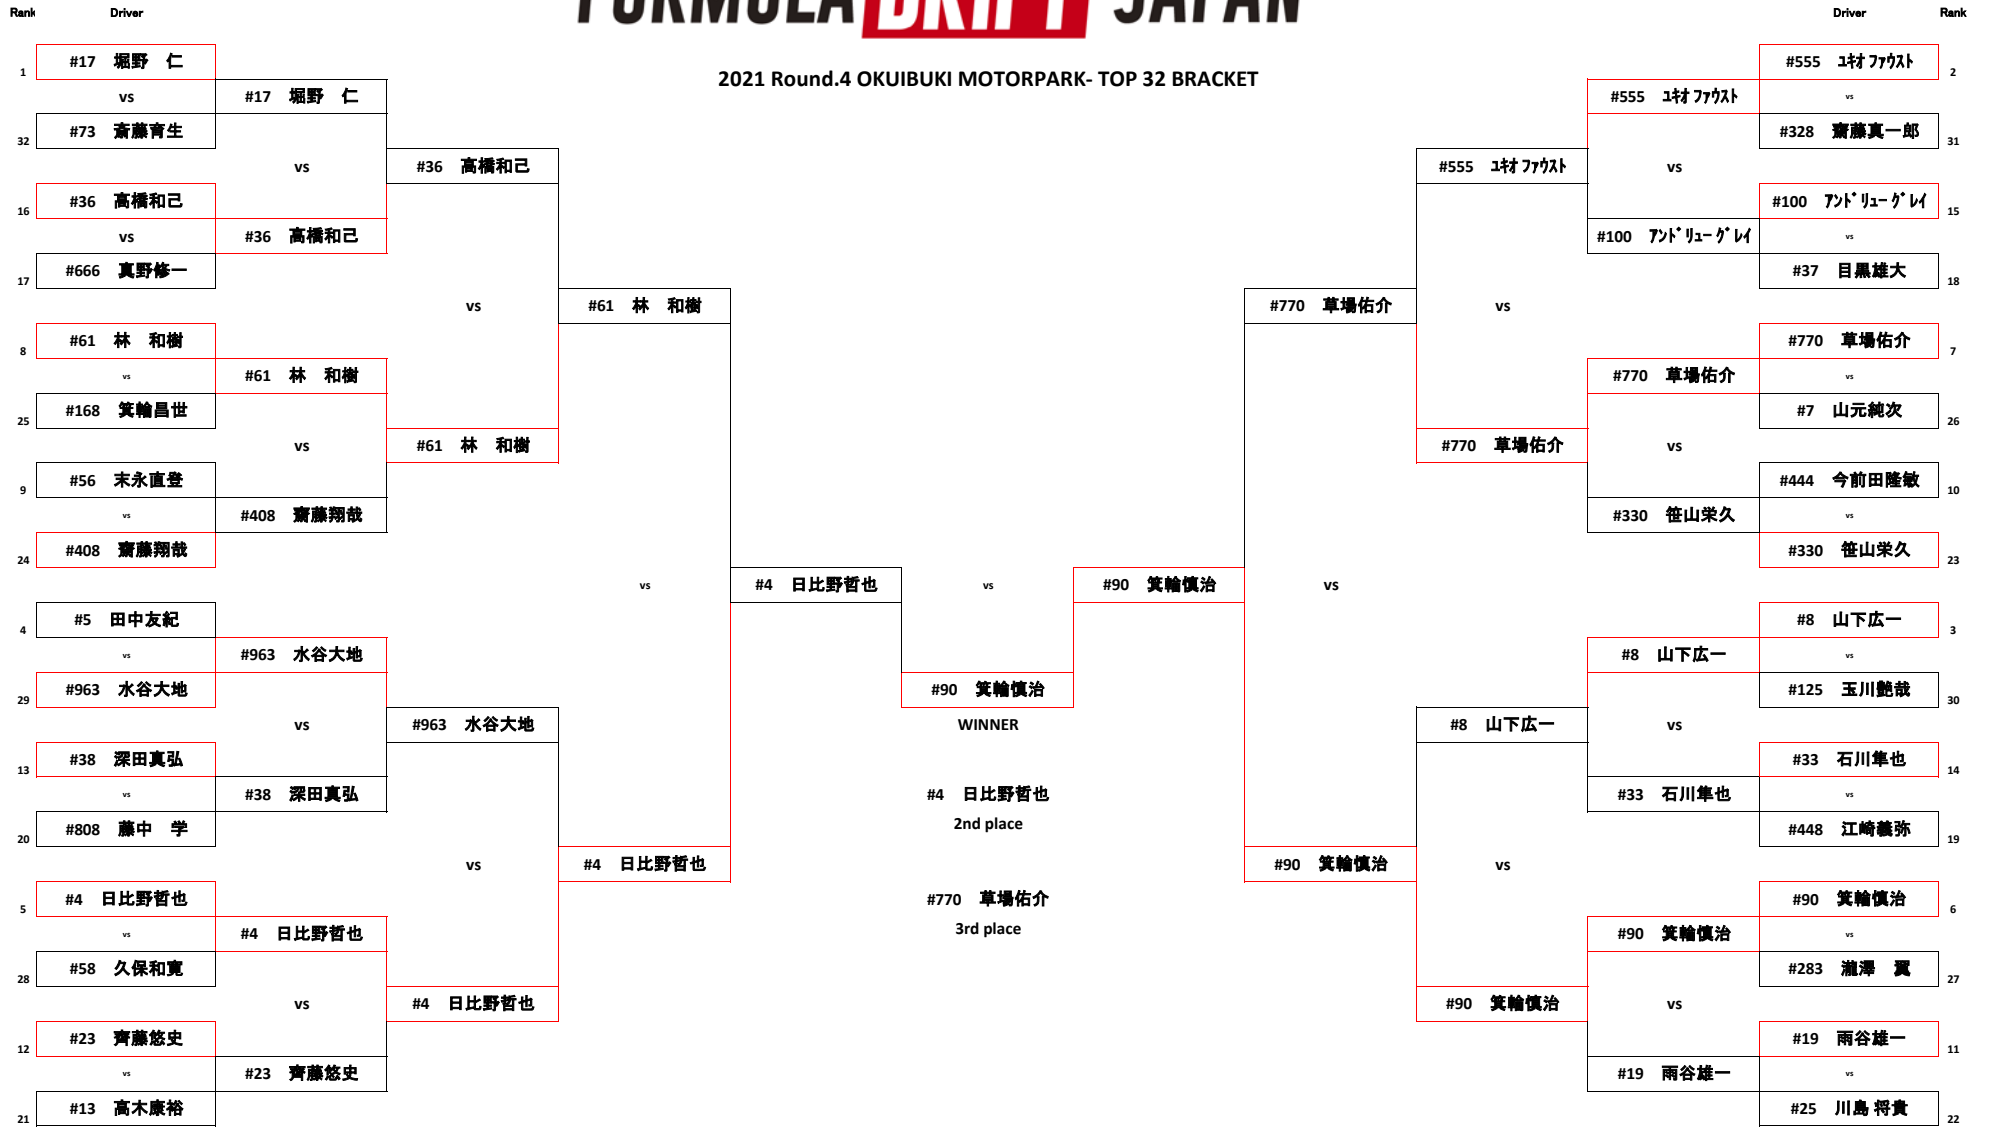 Rank Driver
FORMULA DRIFT JAPAN
Driver Rank
2021 Round.4 OKUIBUKI MOTORPARK- TOP 32 BRACKET
1 #17 堀野 仁
vs
32 #73 斎藤育生
16 #36 高橋和己
vs
17 #666 真野修一
8 #61 林 和樹
vs
25 #168 箕輪昌世
9 #56 末永直登
vs
24 #408 齋藤翔哉
4 #5 田中友紀
vs
29 #963 水谷大地
13 #38 深田真弘
vs
20 #808 藤中 学
5 #4 日比野哲也
vs
28 #58 久保和寛
12 #23 齊藤悠史
vs
21 #13 高木康裕
#17 堀野 仁
vs
#36 高橋和己
#61 林 和樹
vs
#408 齋藤翔哉
#963 水谷大地
vs
#38 深田真弘
#4 日比野哲也
vs
#23 齊藤悠史
#36 高橋和己
vs
#61 林 和樹
#963 水谷大地
vs
#4 日比野哲也
#61 林 和樹
vs
#4 日比野哲也
#4 日比野哲也
vs
#90 箕輪慎治
#90 箕輪慎治
WINNER
#4 日比野哲也
2nd place
#770 草場佑介
3rd place
#770 草場佑介
vs
#90 箕輪慎治
#555 ﾕｷｵ ﾌｧｳｽﾄ
vs
#770 草場佑介
#8 山下広一
vs
#90 箕輪慎治
#555 ﾕｷｵ ﾌｧｳｽﾄ
vs
#100 ｱﾝﾄﾞﾘｭｰ ｸﾞﾚｲ
#770 草場佑介
vs
#330 笹山栄久
#8 山下広一
vs
#33 石川隼也
#90 箕輪慎治
vs
#19 雨谷雄一
#555 ﾕｷｵ ﾌｧｳｽﾄ 2
vs
#328 齋藤真一郎 31
#100 ｱﾝﾄﾞﾘｭｰ ｸﾞﾚｲ 15
vs
#37 目黒雄大 18
#770 草場佑介 7
vs
#7 山元純次 26
#444 今前田隆敏 10
vs
#330 笹山栄久 23
#8 山下広一 3
vs
#125 玉川艶哉 30
#33 石川隼也 14
vs
#448 江崎義弥 19
#90 箕輪慎治 6
vs
#283 瀧澤 翼 27
#19 雨谷雄一 11
vs
#25 川島 将貴 22